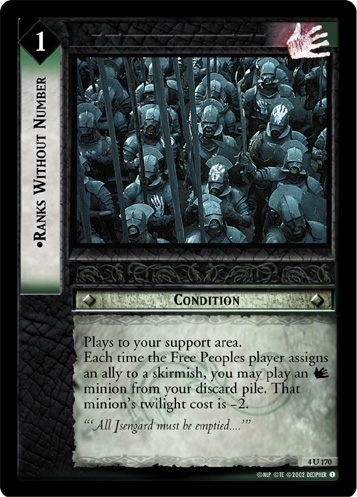 1
•Ranks Without Number
Condition
Plays to your support area.
Each time the Free Peoples player assigns
an ally to a skirmish, you may play an
minion from your discard pile. That
minion's twilight cost is –2.
"'All Isengard must be emptied....'"
4 U 170
©NLP ©/TE ©2002 DECIPHER